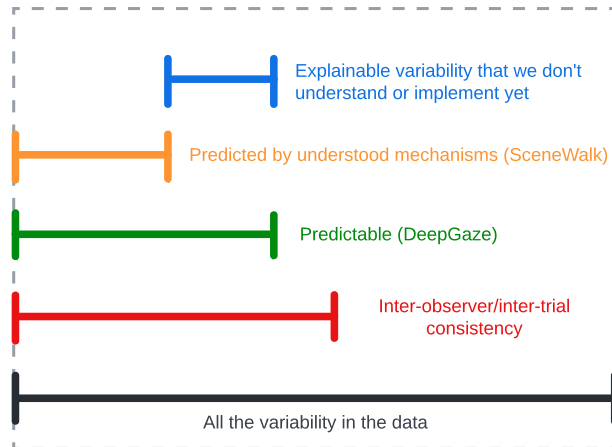 Explainable variability that we don't
understand or implement yet
Predicted by understood mechanisms (SceneWalk)
Predictable (DeepGaze)
Inter-observer/inter-trial
consistency
All the variability in the data